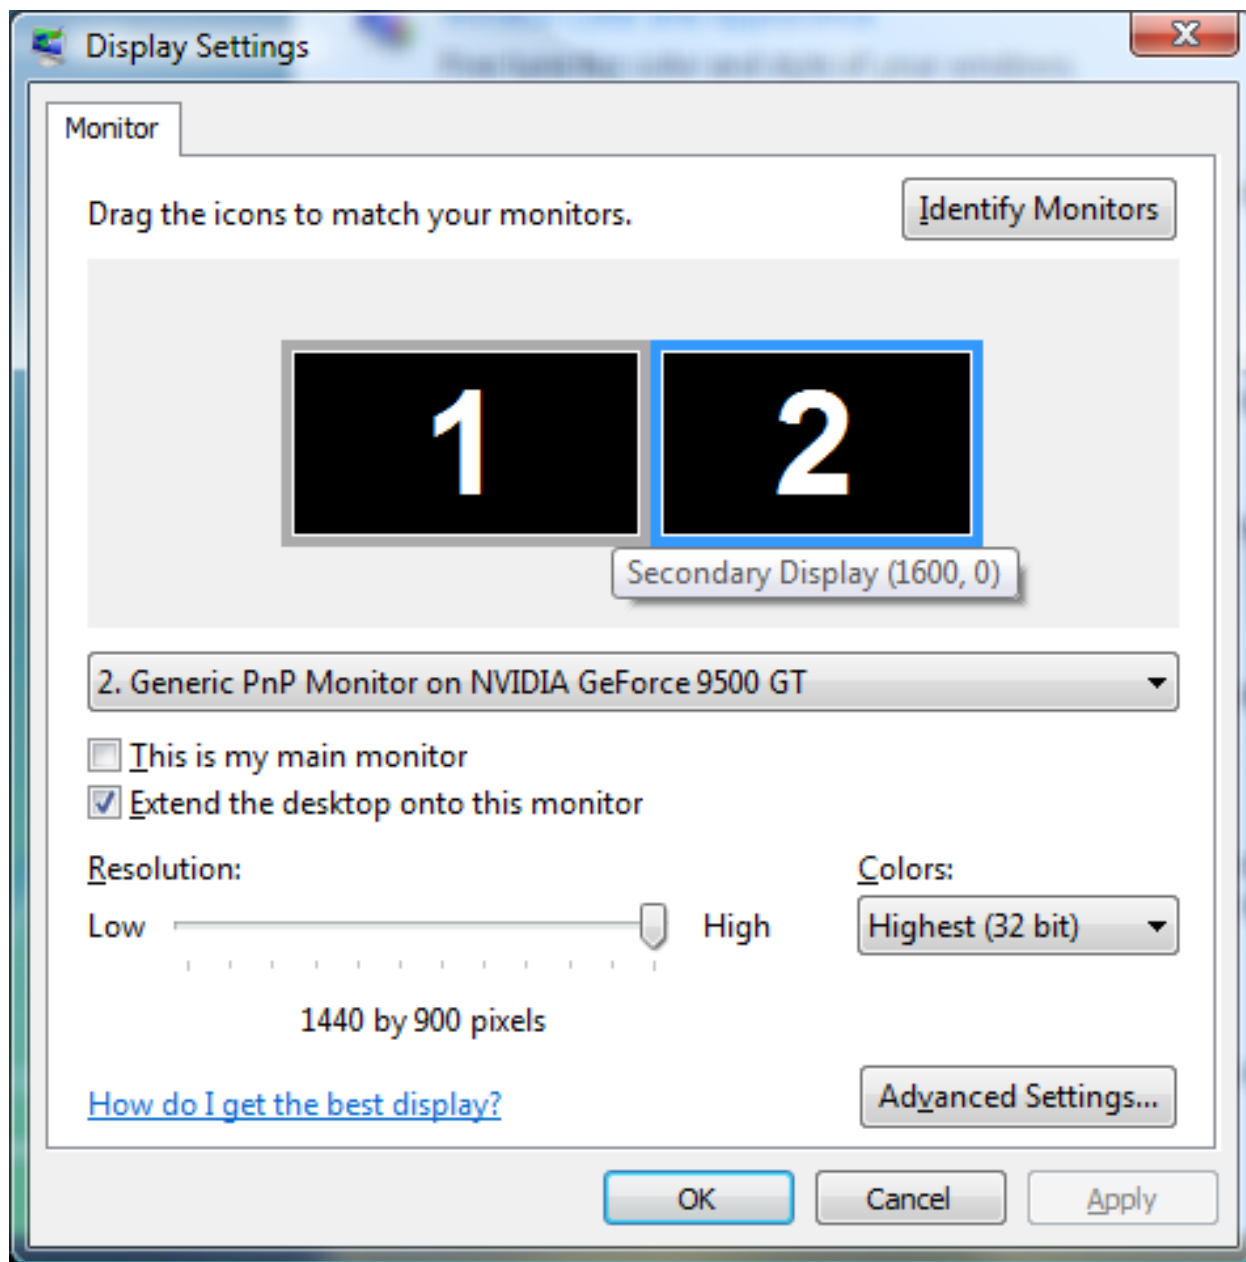 Display Settings
Monitor
Drag the icons to match your monitors.
Identify Monitors
1
2
Secondary Display (1600, 0)
2. Generic PnP Monitor on NVIDIA GeForce 9500 GT
This is my main monitor
Extend the desktop onto this monitor
Resolution:
Colors:
Low
High
Highest (32 bit)
1440 by 900 pixels
How do I get the best display?
Advanced Settings...
OK
Cancel
Apply